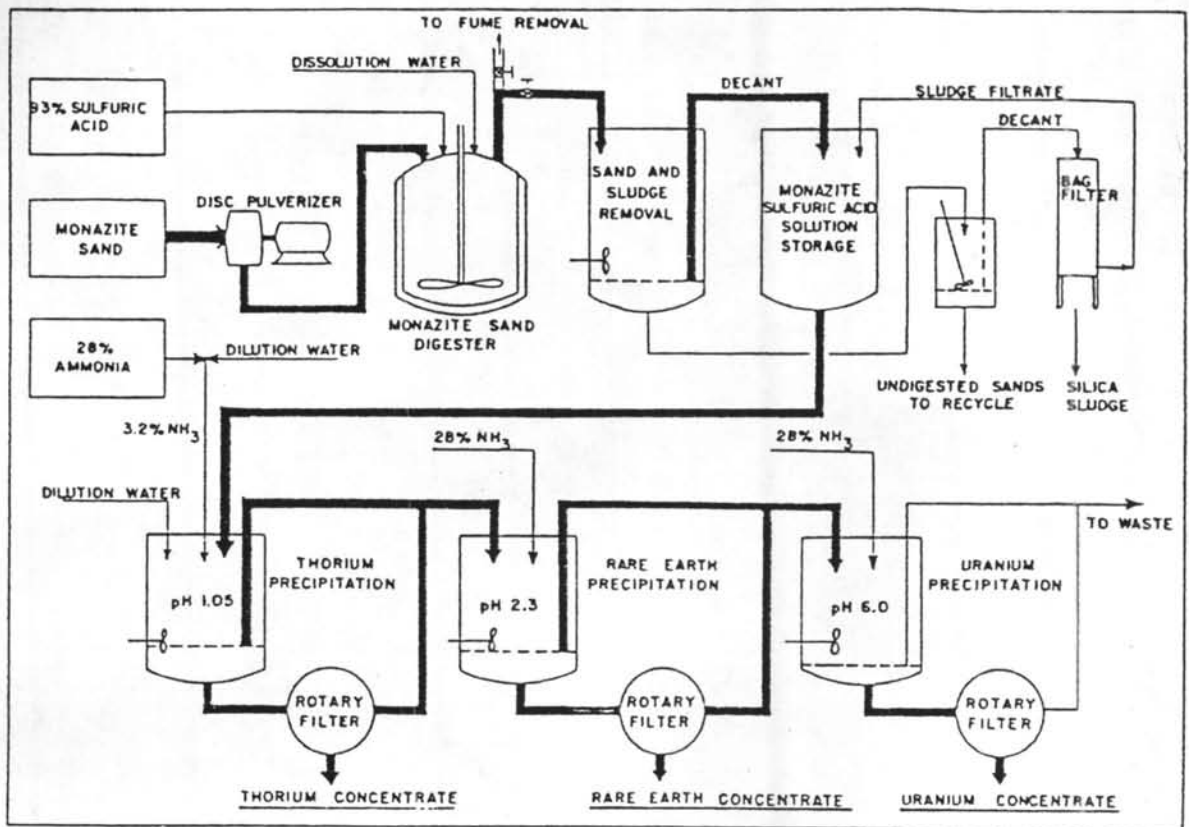 TO FUME REMOVAL
DISSOLUTION WATER
93% SULFURIC
ACID
DECANT
SLUDGE FILTRATE
DECANT
SAND AND
SLUDGE
REMOVAL
MONAZITE
SULFURIC ACID
SOLUTION
STORAGE
BAG
FILTER
DISC PULVERIZER
MONAZITE
SAND
MONAZITE SAND
DIGESTER
28%
AMMONIA
DILUTION WATER
UNDIGESTED SANDS
TO RECYCLE
SILICA
SLUDGE
3.2% NH3
28% NH3
28% NH3
DILUTION WATER
TO WASTE
THORIUM
PRECIPITATION
RARE EARTH
PRECIPITATION
URANIUM
PRECIPITATION
pH 1.05
pH 2.3
pH 6.0
ROTARY
FILTER
ROTARY
FILTER
ROTARY
FILTER
THORIUM CONCENTRATE
RARE EARTH CONCENTRATE
URANIUM CONCENTRATE